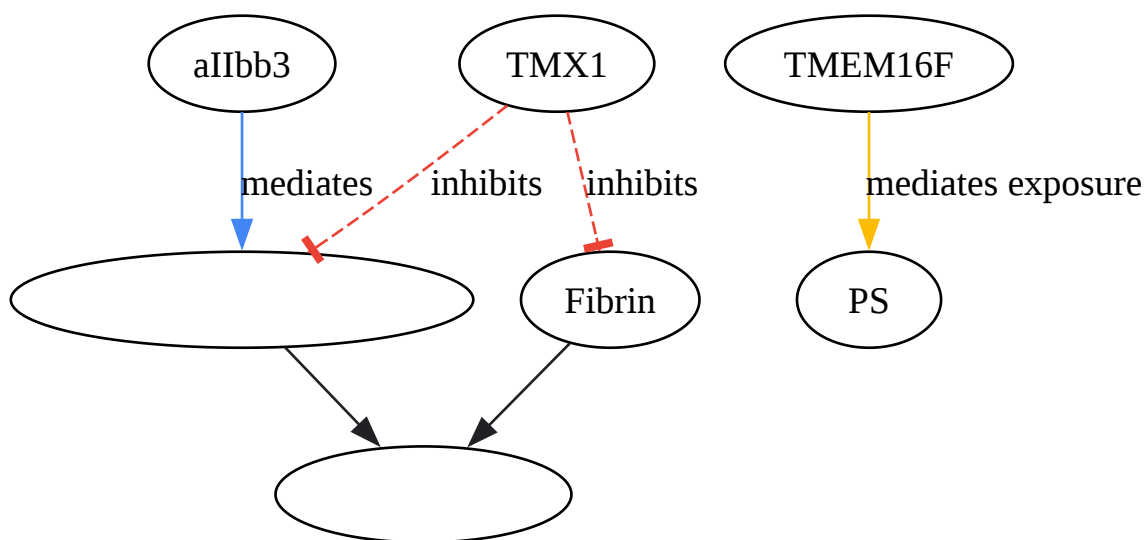 aIIbb3
TMX1
TMEM16F
mediates
inhibits
inhibits
mediates exposure
Fibrin
PS